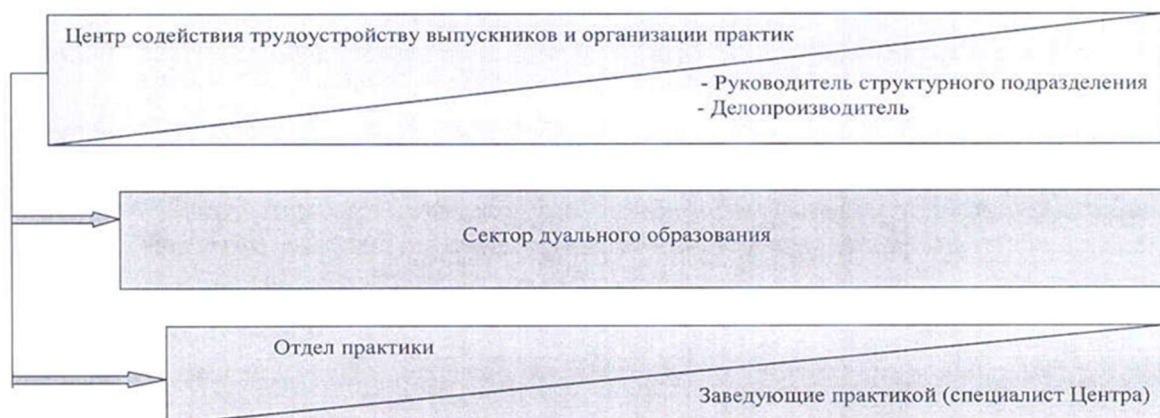 Центр содействия трудоустройству выпускников и организации практик
- Руководитель структурного подразделения
- Делопроизводитель
Сектор дуального образования
Отдел практики
Заведующие практикой (специалист Центра)